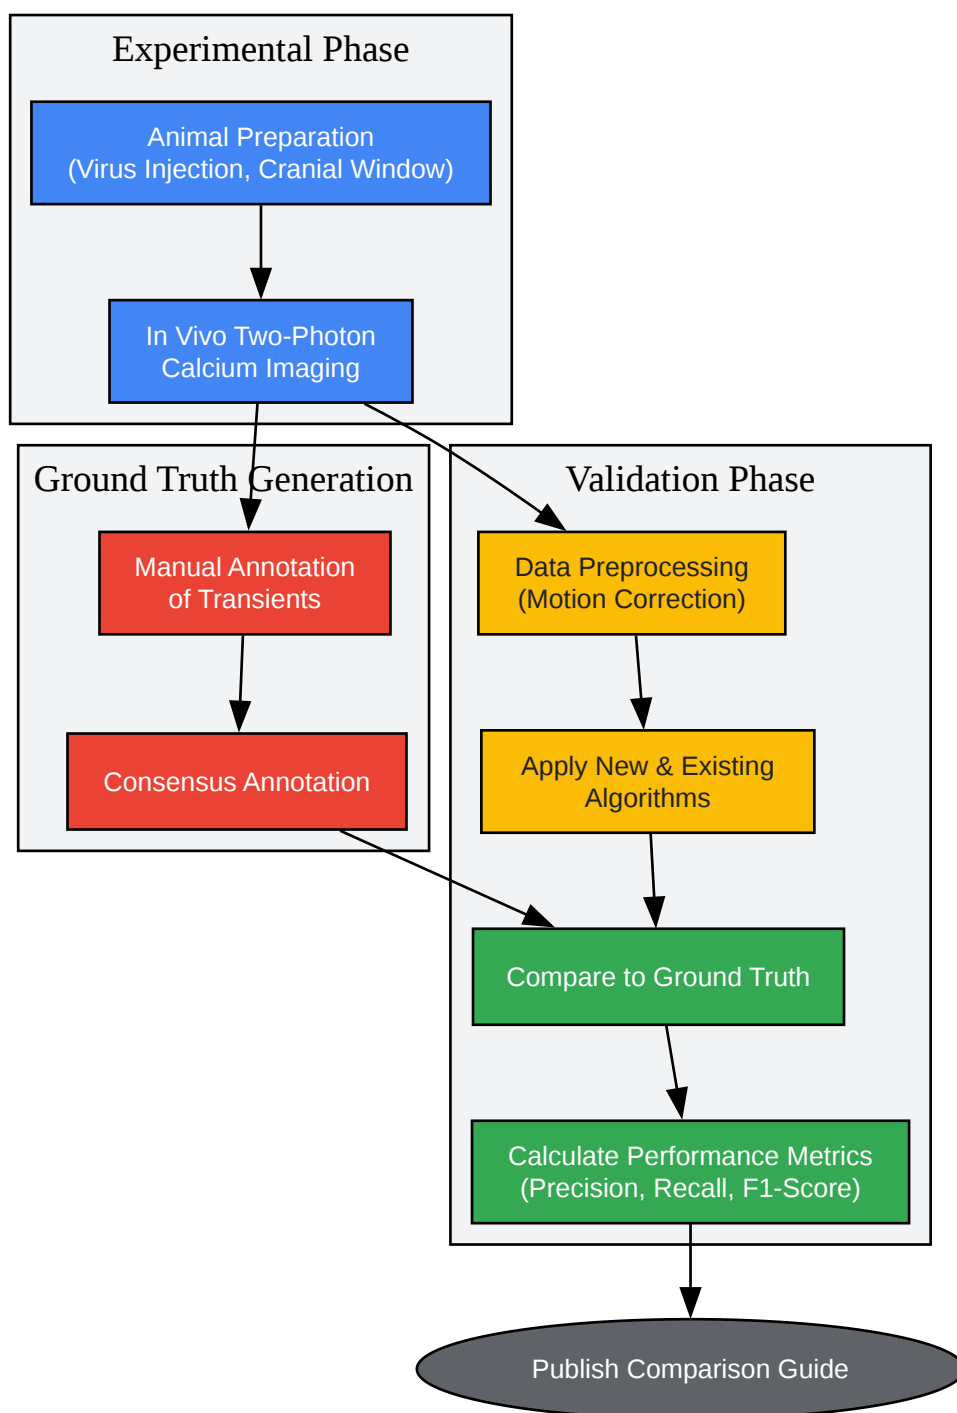 Experimental Phase
Animal Preparation
(Virus Injection, Cranial Window)
In Vivo Two-Photon
Calcium Imaging
Ground Truth Generation
Manual Annotation
of Transients
Consensus Annotation
Validation Phase
Data Preprocessing
(Motion Correction)
Apply New & Existing
Algorithms
Compare to Ground Truth
Calculate Performance Metrics
(Precision, Recall, F1-Score)
Publish Comparison Guide